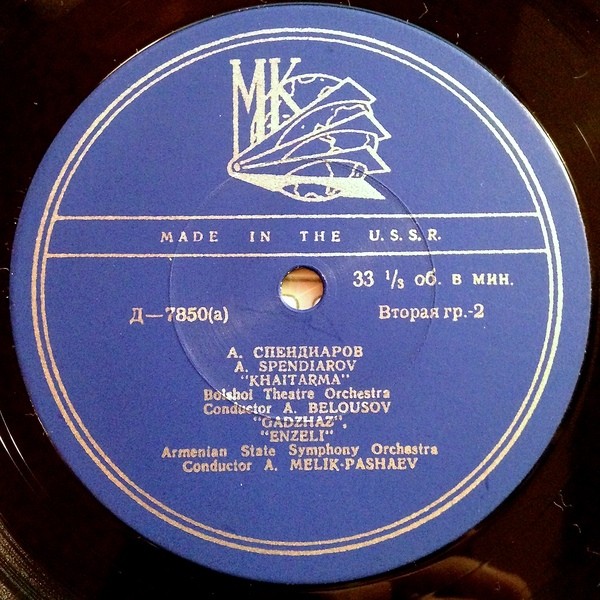 МК
MADE IN THE U.S.S.R.
33 1/3 об. в мин.
Д—7850(а) Вторая гр.-2
А. СПЕНДИАРОВ
A. SPENDIAROV
"KHAITARMA"
Bolshoi Theatre Orchestra
Conductor A. BELOUSOV
"GADZHAZ",
"ENZELI"
Armenian State Symphony Orchestra
Conductor A. MELIK-PASHAEV